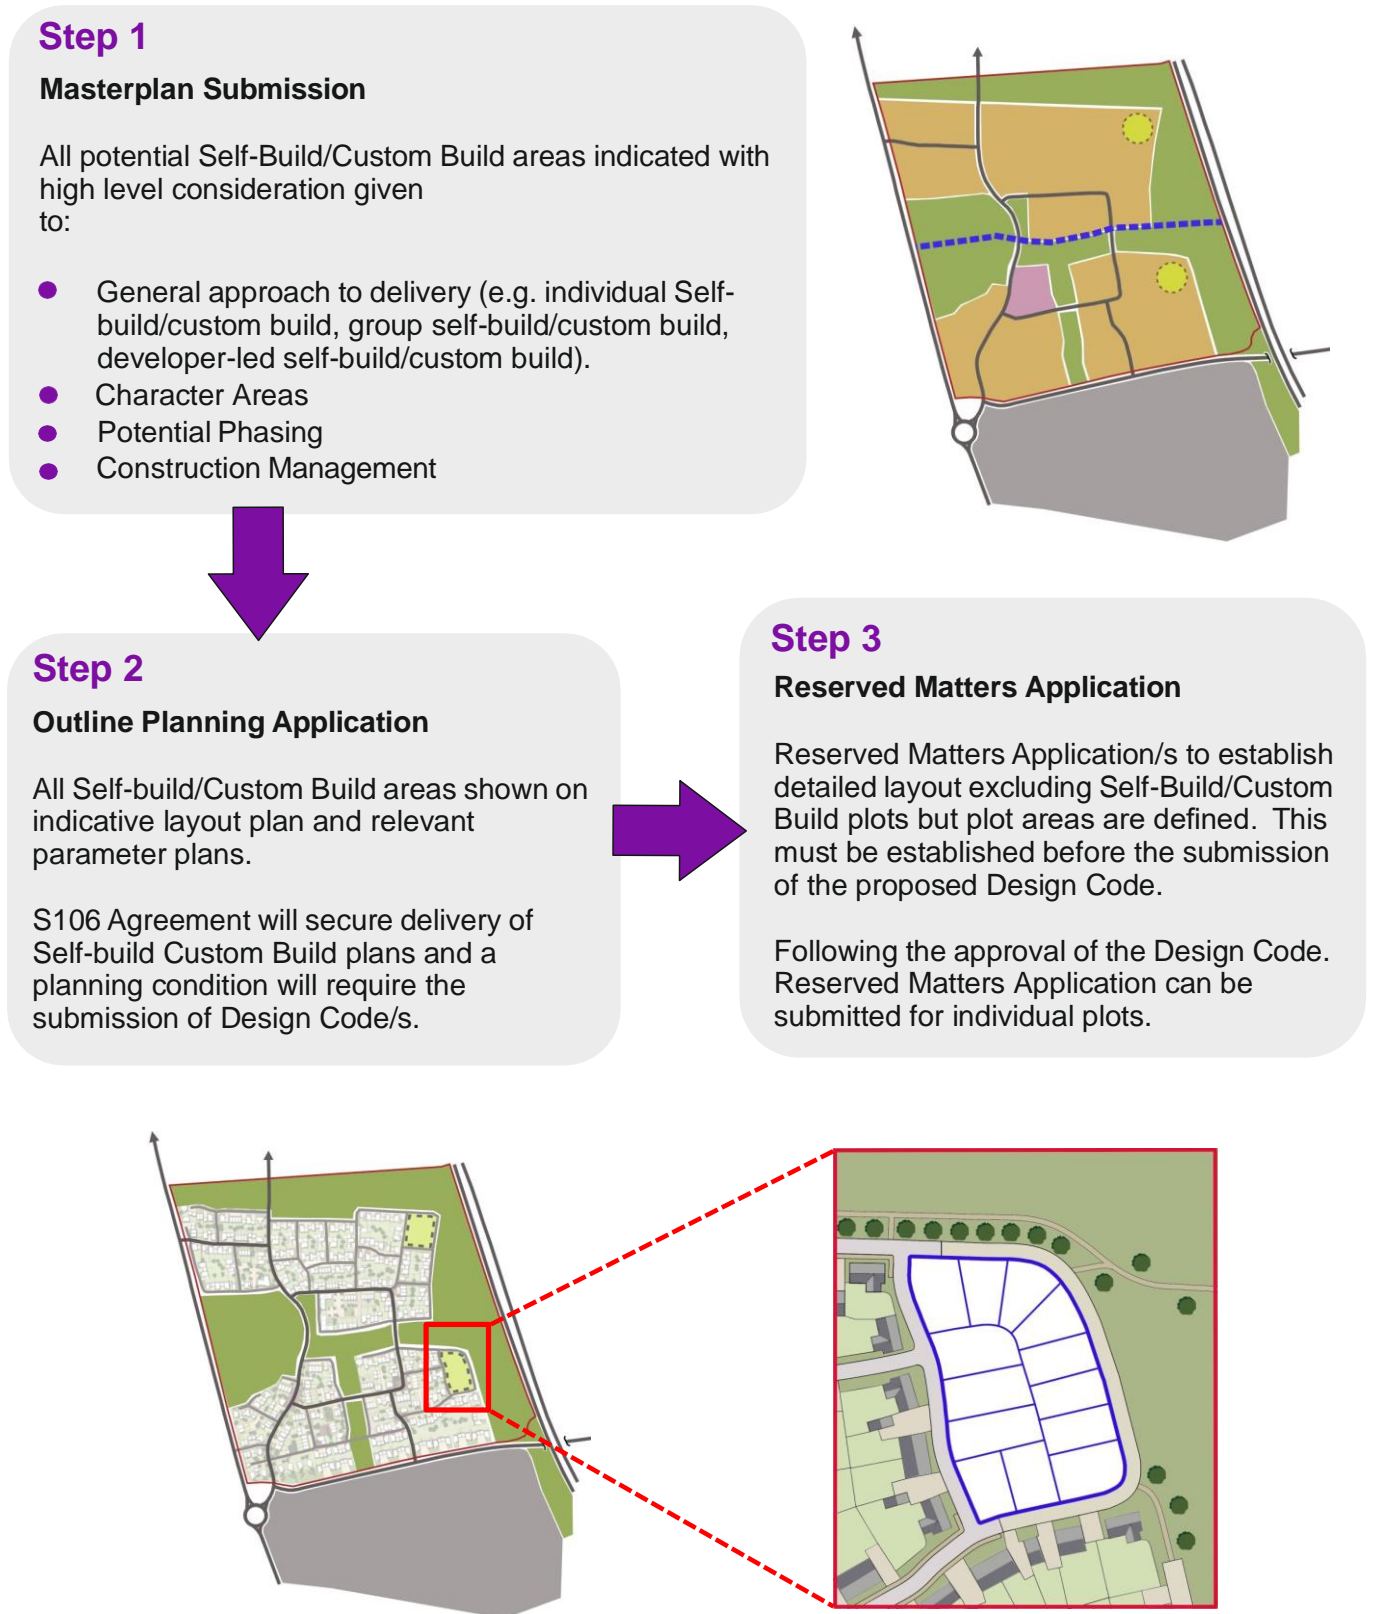 Step 1
Masterplan Submission
All potential Self-Build/Custom Build areas indicated with
high level consideration given
to:
General approach to delivery (e.g. individual Self-
build/custom build, group self-build/custom build,
developer-led self-build/custom build).
Character Areas
Potential Phasing
Construction Management
Step 2
Outline Planning Application
All Self-build/Custom Build areas shown on
indicative layout plan and relevant
parameter plans.
S106 Agreement will secure delivery of
Self-build Custom Build plans and a
planning condition will require the
submission of Design Code/s.
Step 3
Reserved Matters Application
Reserved Matters Application/s to establish
detailed layout excluding Self-Build/Custom
Build plots but plot areas are defined.  This
must be established before the submission
of the proposed Design Code.
Following the approval of the Design Code.
Reserved Matters Application can be
submitted for individual plots.